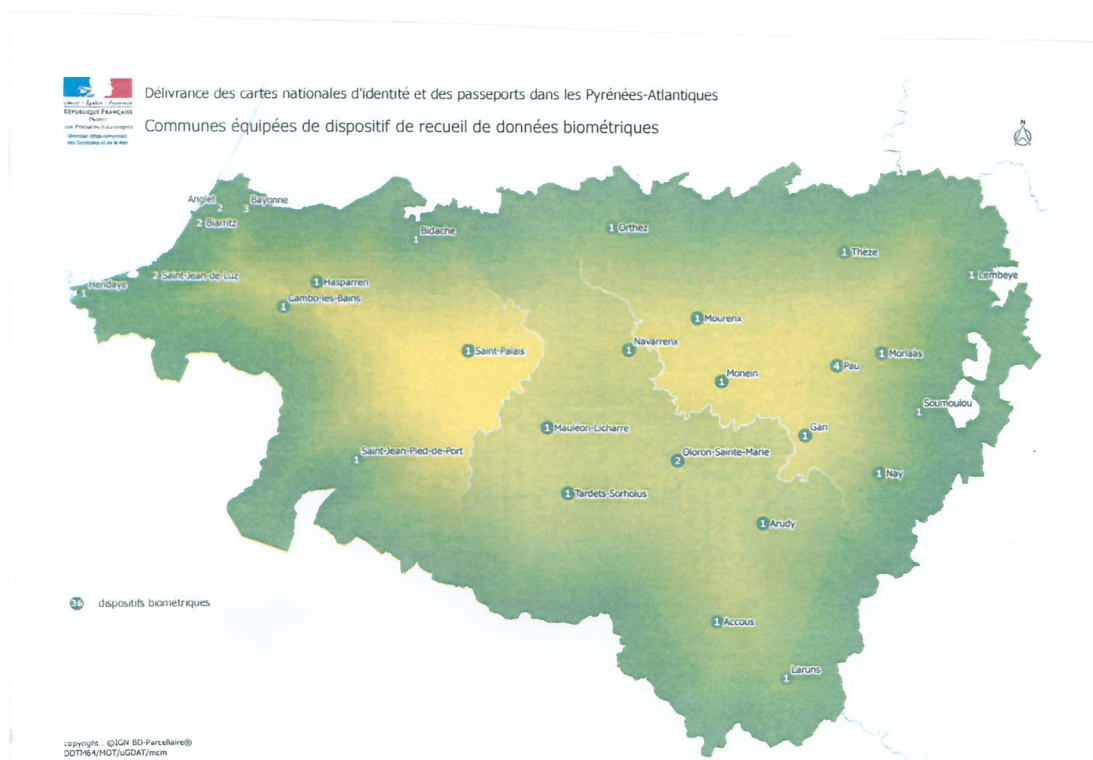 Liberté • Égalité • Fraternité
RÉPUBLIQUE FRANÇAISE
Délivrance des cartes nationales d'identité et des passeports dans les Pyrénées-Atlantiques
Communes équipées de dispositif de recueil de données biométriques
N
Anglet
2
3
Bayonne
2 Biarritz
Bidache
1
1 Orthez
1 Thèze
2 Saint-Jean-de-Luz
1 Hasparren
1 Lembeye
Hendaye
1
Cambo-les-Bains
1
1 Mourenx
Navarrenx
1
1 Saint-Palais
1 Morlaàs
4 Pau
Monein
1
Soumoulou
1
1 Mauleon-Licharre
Gan
1
Saint-Jean-Pied-de-Port
1
Oloron-Sainte-Marie
2
1 Nay
1 Tardets-Sorholus
1 Arudy
36 dispositifs biometriques
1 Accous
Laruns
1
copyright : ©IGN BD-Parcellaire®
DDTM64/MOT/uGDAT/mcm